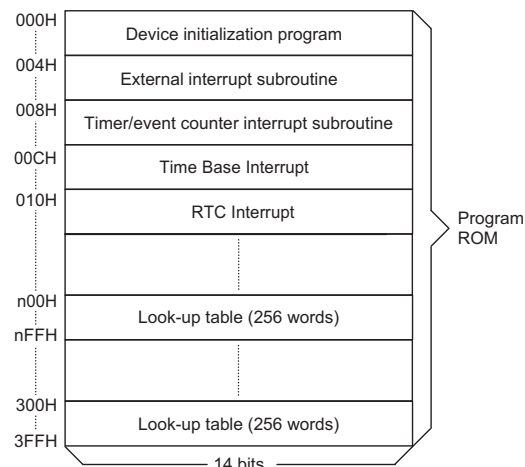 000H
Device initialization program
004H
External interrupt subroutine
008H
Timer/event counter interrupt subroutine
00CH
Time Base Interrupt
010H
RTC Interrupt
Program
ROM
n00H
Look-up table (256 words)
nFFH
300H
Look-up table (256 words)
3FFH
14 bits